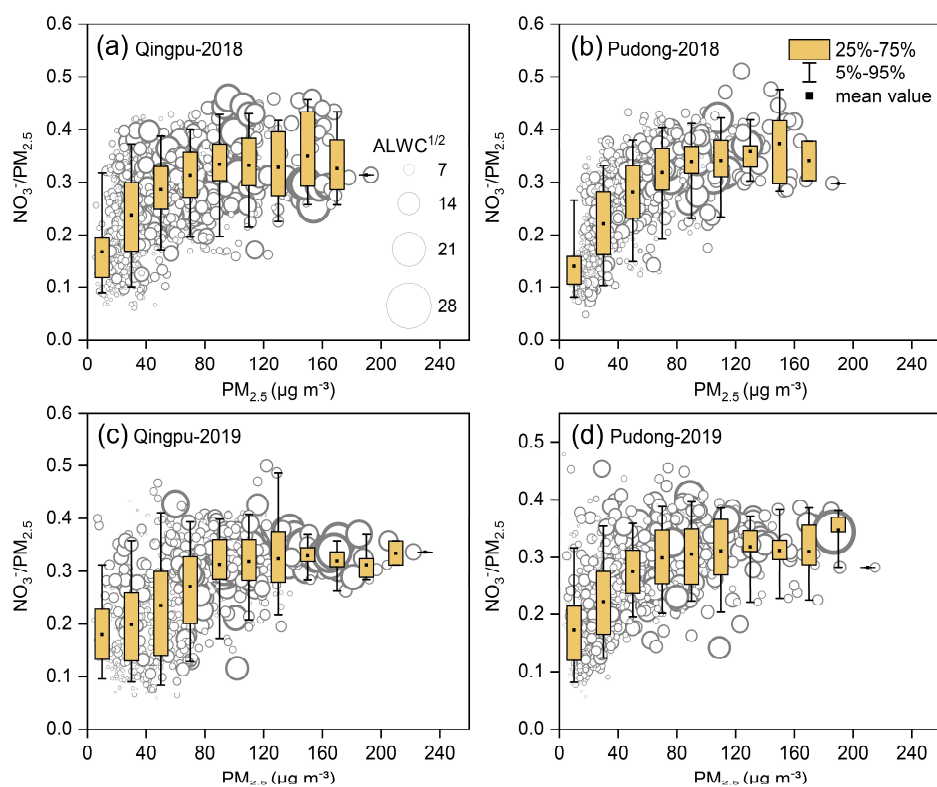 (a) Qingpu-2018
NO₃⁻/PM₂.₅
0.6
0.5
0.4
0.3
0.2
0.1
0.0
ALWC¹ᐟ²
7
14
21
28
0 40 80 120 160 200 240
PM₂.₅ (µg m⁻³)
(b) Pudong-2018
25%-75%
5%-95%
mean value
NO₃⁻/PM₂.₅
0.6
0.5
0.4
0.3
0.2
0.1
0.0
0 40 80 120 160 200 240
PM₂.₅ (µg m⁻³)
(c) Qingpu-2019
NO₃⁻/PM₂.₅
0.6
0.5
0.4
0.3
0.2
0.1
0.0
0 40 80 120 160 200 240
PM₂.₅ (µg m⁻³)
(d) Pudong-2019
NO₃⁻/PM₂.₅
0.5
0.4
0.3
0.2
0.1
0.0
0 40 80 120 160 200 240
PM₂.₅ (µg m⁻³)